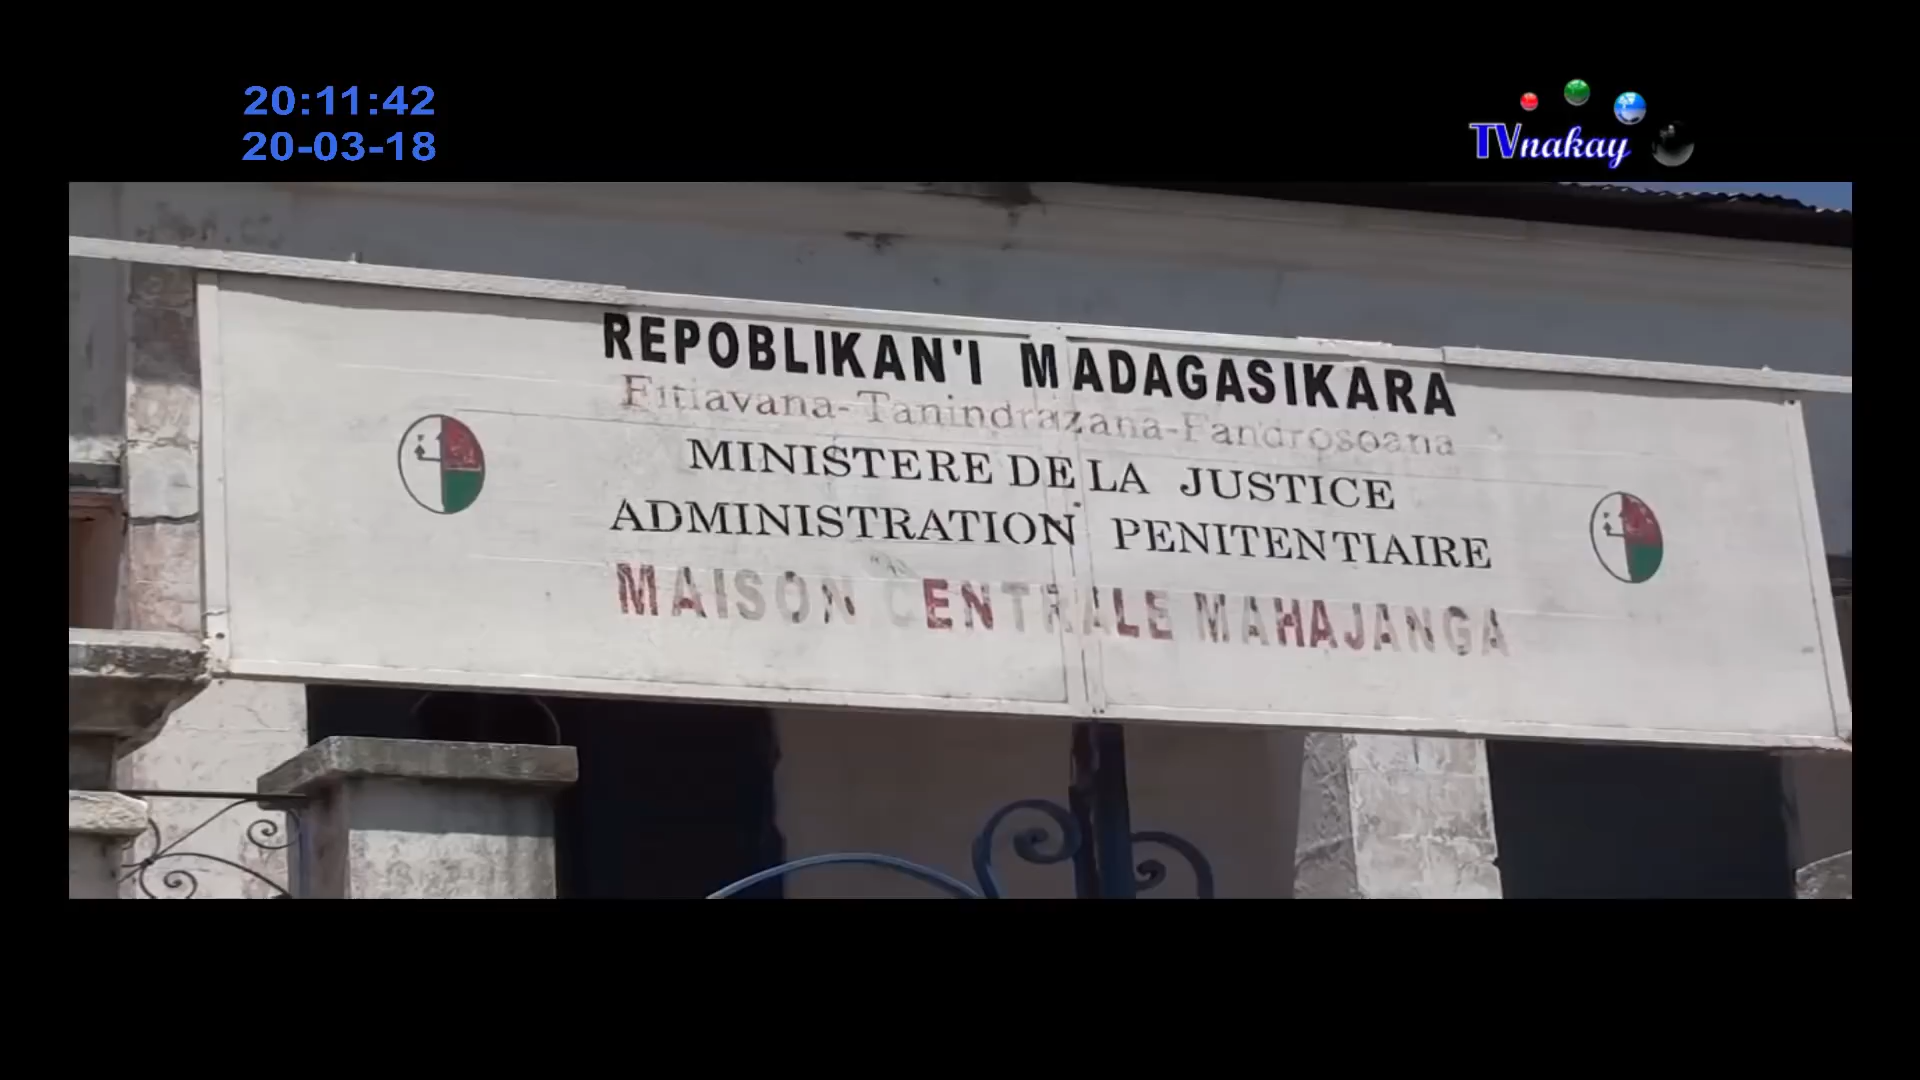 20:11:42
20-03-18
TVnakay
REPOBLIKAN'I MADAGASIKARA
Fitiavana-Tanindrazana-Fandrosoana
MINISTERE DE LA JUSTICE
ADMINISTRATION PENITENTIAIRE
MAISON CENTRALE MAHAJANGA